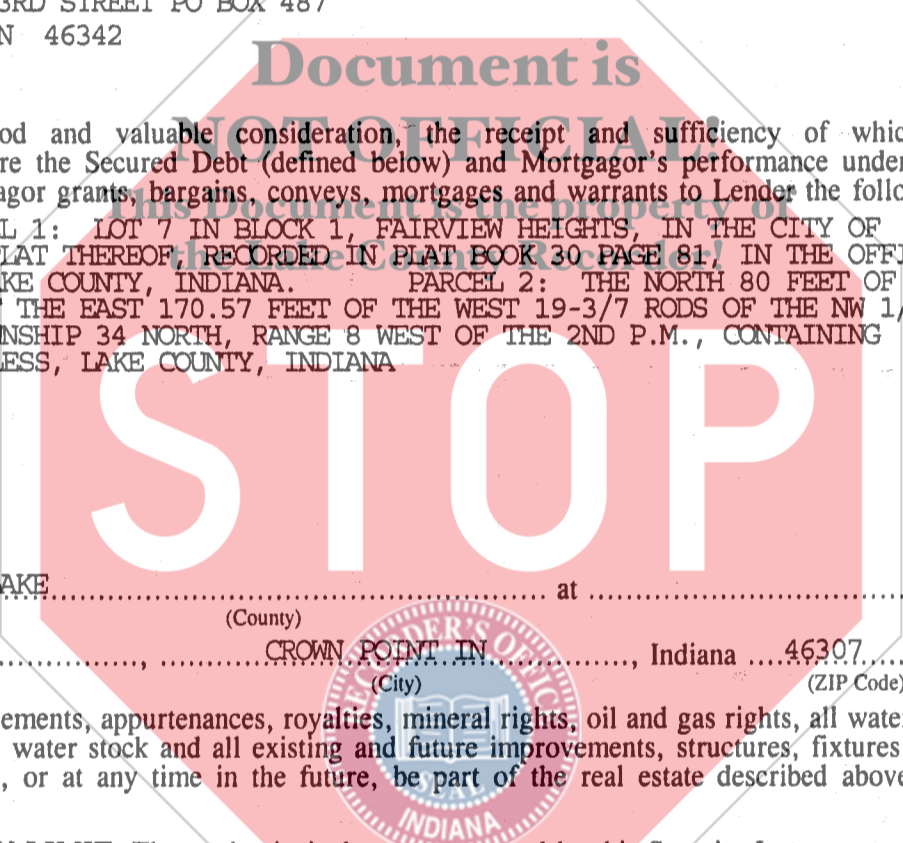 3RD STREET PO BOX 487
N 46342
Document is
NOT OFFICIAL!
od and valuable consideration, the receipt and sufficiency of whic
re the Secured Debt (defined below) and Mortgagor's performance under
agor grants, bargains, conveys, mortgages and warrants to Lender the follo
This Document is the property of
L 1: LOT 7 IN BLOCK 1, FAIRVIEW HEIGHTS, IN THE CITY OF
LAT THEREOF, RECORDED IN PLAT BOOK 30 PAGE 81, IN THE OFFI
the Lake County Recorder!
KE COUNTY, INDIANA. PARCEL 2: THE NORTH 80 FEET OF
THE EAST 170.57 FEET OF THE WEST 19-3/7 RODS OF THE NW 1/
NSHIP 34 NORTH, RANGE 8 WEST OF THE 2ND P.M., CONTAINING
LESS, LAKE COUNTY, INDIANA
STOP
AKE at
(County)
CROWN POINT IN , Indiana 46307
(City) (ZIP Code)
RECORDER'S OFFICE
ements, appurtenances, royalties, mineral rights, oil and gas rights, all water
water stock and all existing and future improvements, structures, fixtures
, or at any time in the future, be part of the real estate described above
SEAL
INDIANA